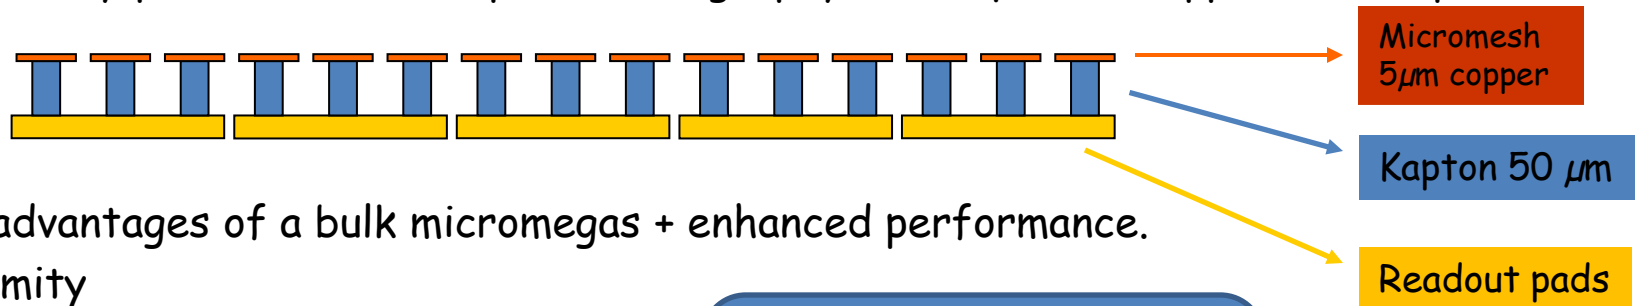 Micromesh
5µm copper
Kapton 50 µm
advantages of a bulk micromegas + enhanced performance.
mity
Readout pads